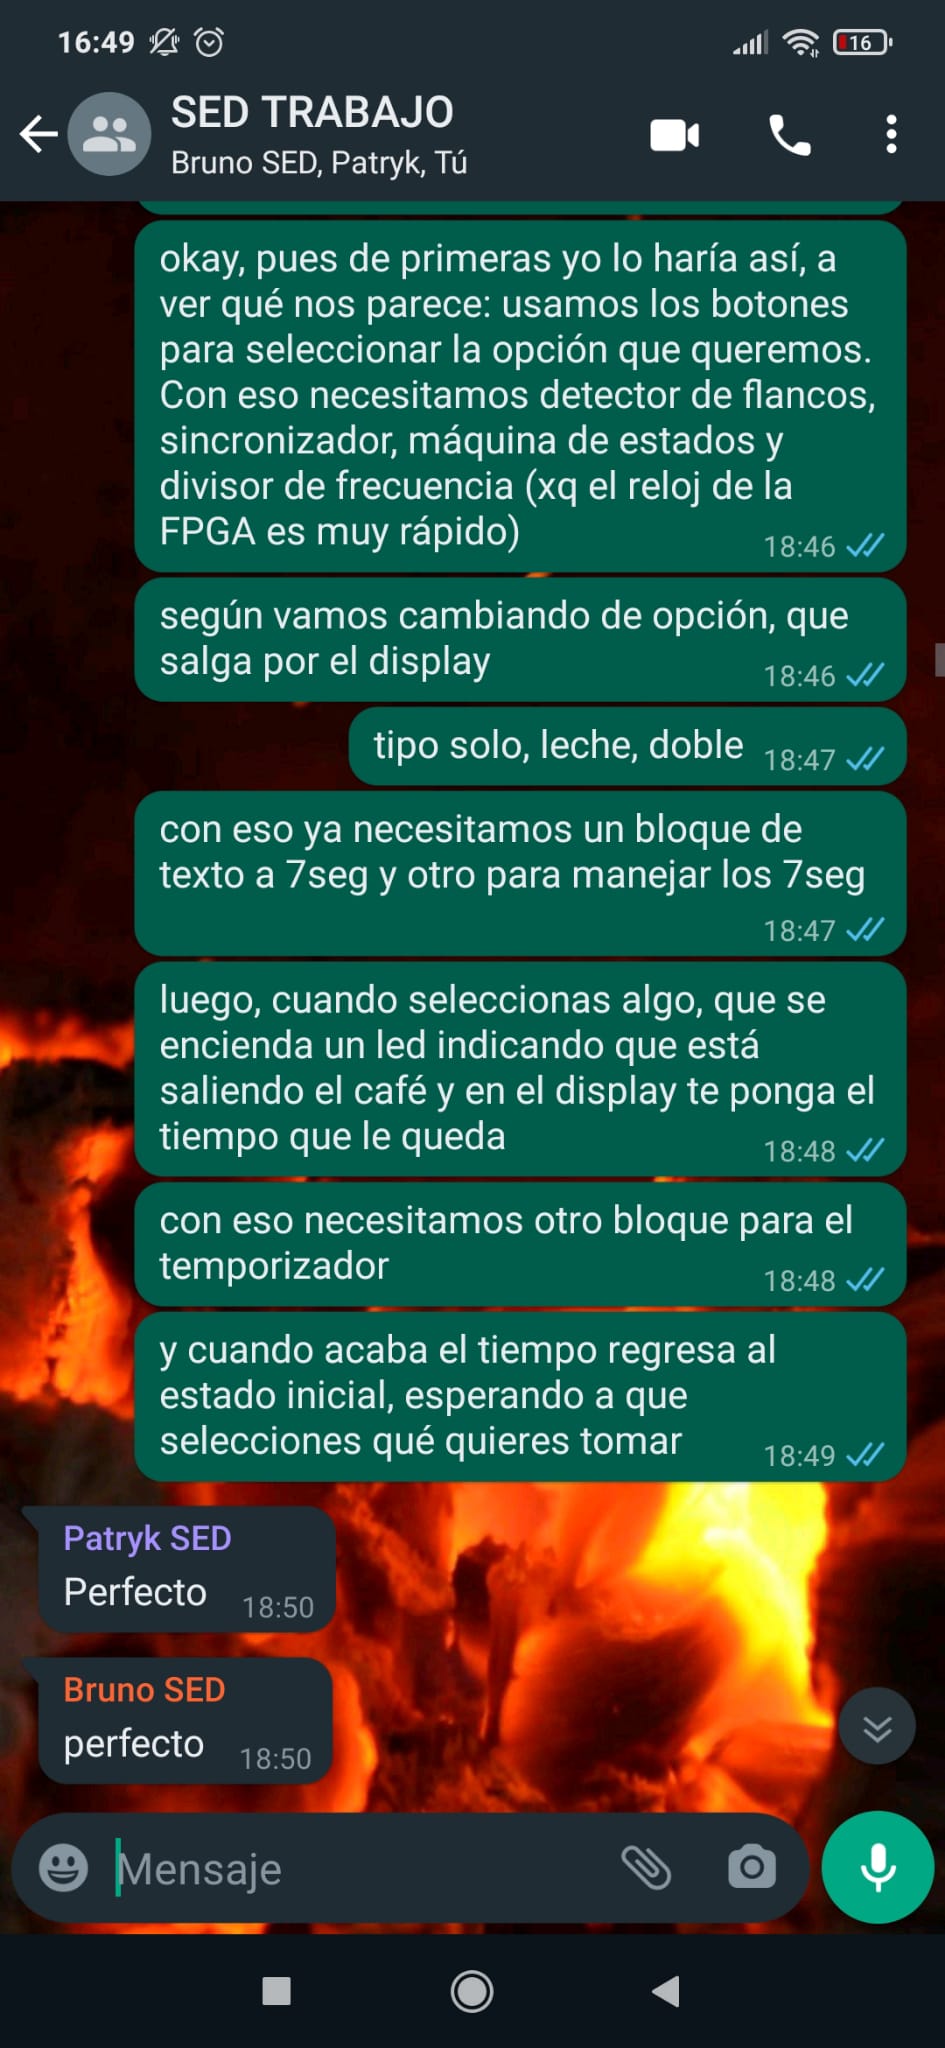 16:49
16
SED TRABAJO
Bruno SED, Patryk, Tú
okay, pues de primeras yo lo haría así, a
ver qué nos parece: usamos los botones
para seleccionar la opción que queremos.
Con eso necesitamos detector de flancos,
sincronizador, máquina de estados y
divisor de frecuencia (xq el reloj de la
FPGA es muy rápido)
18:46
según vamos cambiando de opción, que
salga por el display
18:46
tipo solo, leche, doble
18:47
con eso ya necesitamos un bloque de
texto a 7seg y otro para manejar los 7seg
18:47
luego, cuando seleccionas algo, que se
encienda un led indicando que está
saliendo el café y en el display te ponga el
tiempo que le queda
18:48
con eso necesitamos otro bloque para el
temporizador
18:48
y cuando acaba el tiempo regresa al
estado inicial, esperando a que
selecciones qué quieres tomar
18:49
Patryk SED
Perfecto
18:50
Bruno SED
perfecto
18:50
Mensaje